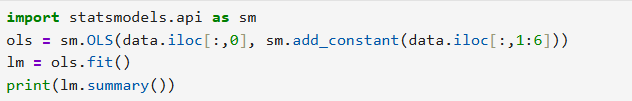 import statsmodels.api as sm
ols = sm.OLS(data.iloc[:,0], sm.add_constant(data.iloc[:,1:6]))
lm = ols.fit()
print(lm.summary())